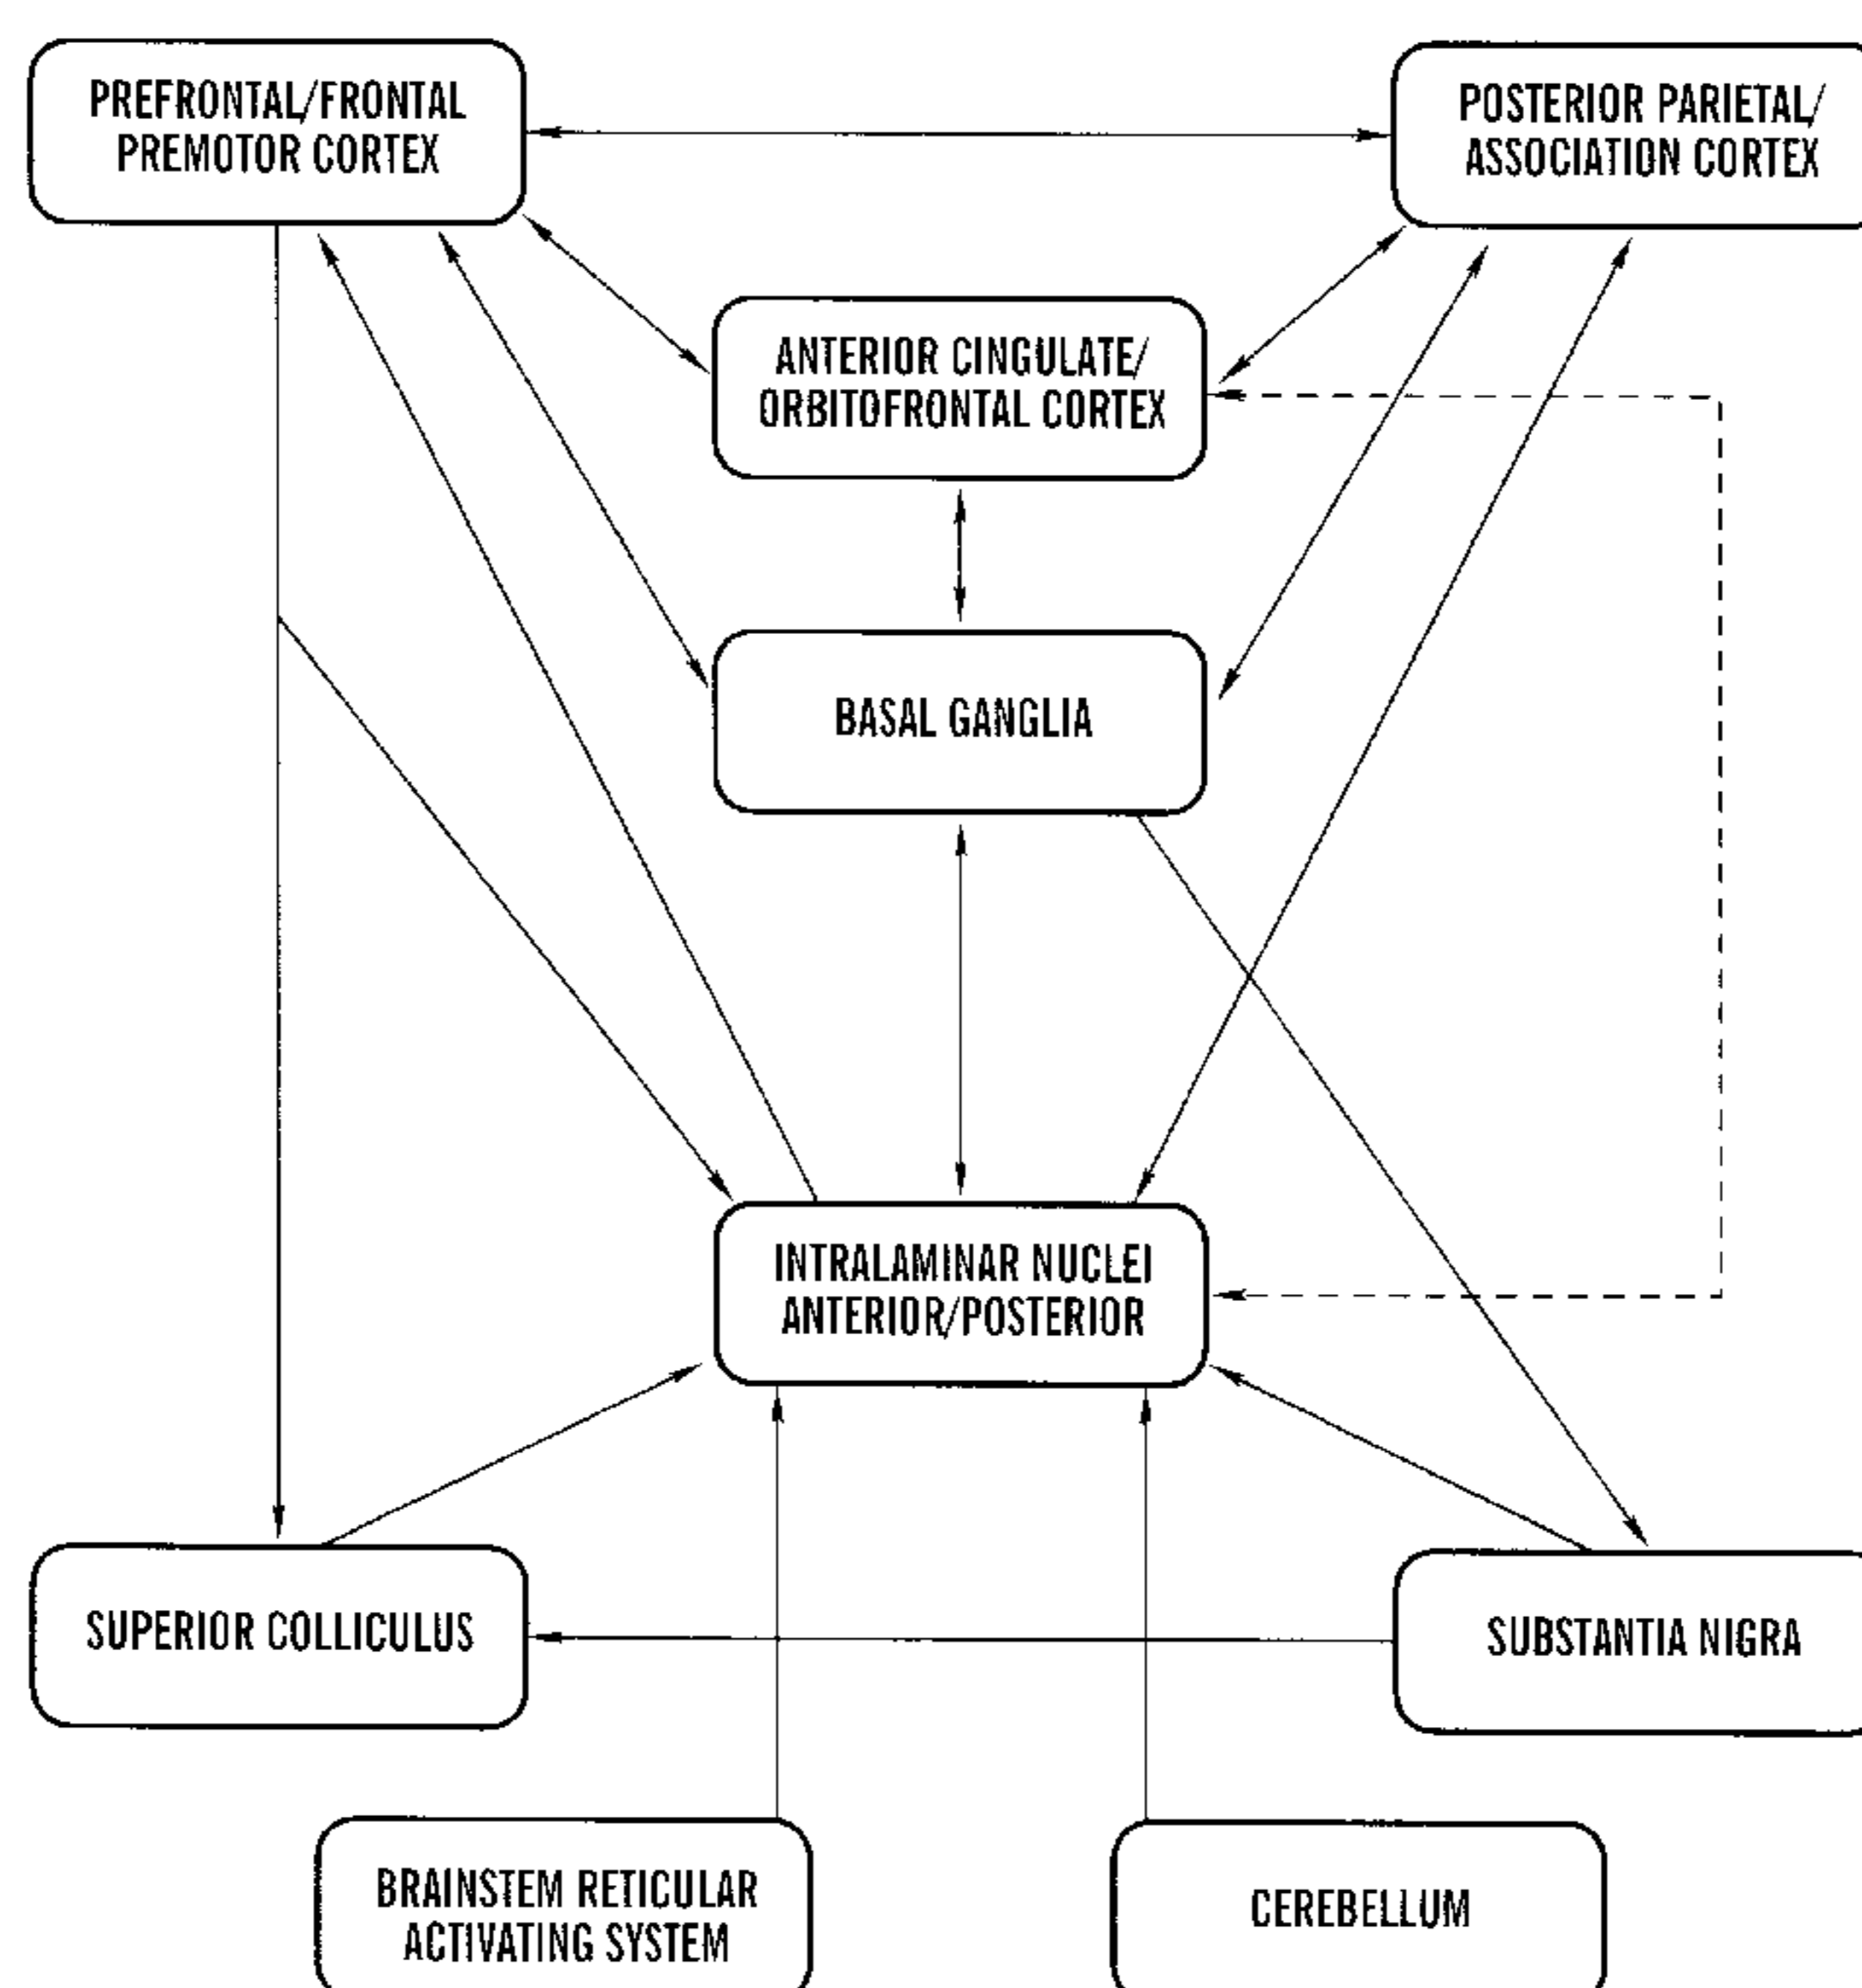 PREFRONTAL/FRONTAL
PREMOTOR CORTEX
POSTERIOR PARIETAL/
ASSOCIATION CORTEX
ANTERIOR CINGULATE/
ORBITOFRONTAL CORTEX
BASAL GANGLIA
INTRALAMINAR NUCLEI
ANTERIOR/POSTERIOR
SUPERIOR COLLICULUS
SUBSTANTIA NIGRA
BRAINSTEM RETICULAR
ACTIVATING SYSTEM
CEREBELLUM